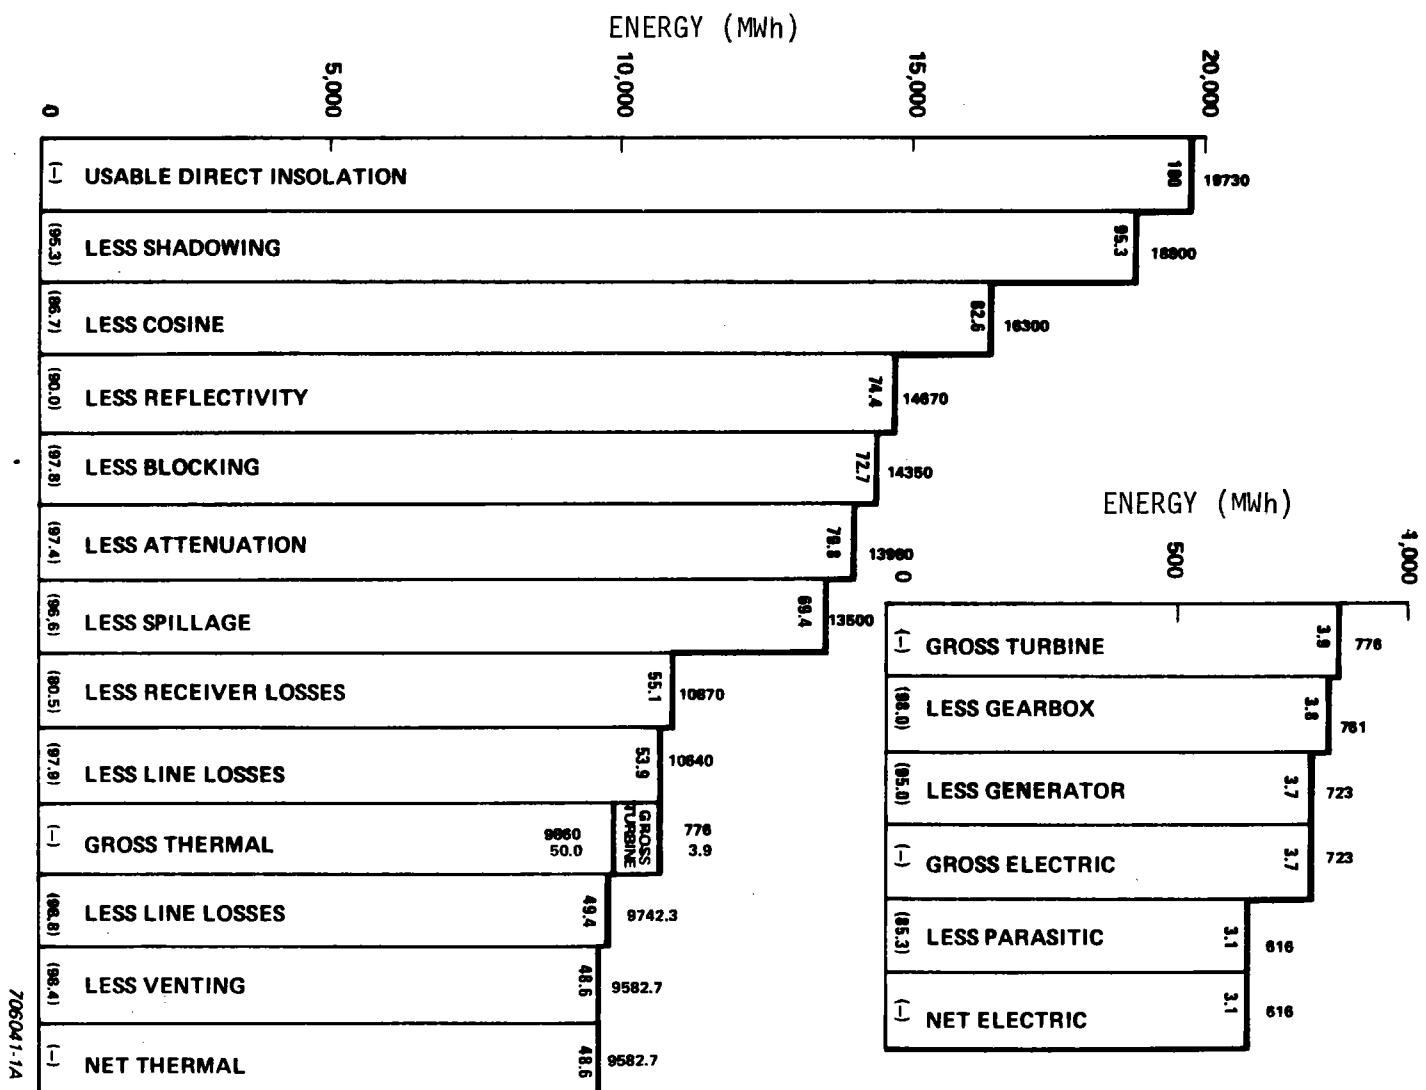 ENERGY (MWh)
0
5,000
10,000
15,000
20,000
(–) USABLE DIRECT INSOLATION 100 19730
(95.3) LESS SHADOWING 95.3 18800
(86.7) LESS COSINE 82.6 16300
(90.0) LESS REFLECTIVITY 74.4 14670
(97.8) LESS BLOCKING 72.7 14350
(97.4) LESS ATTENUATION 70.8 13980
(96.6) LESS SPILLAGE 69.4 13500
(80.5) LESS RECEIVER LOSSES 55.1 10870
(97.9) LESS LINE LOSSES 53.9 10640
(–) GROSS THERMAL
9860
50.0
GROSS
TURBINE
776
3.9
(98.8) LESS LINE LOSSES 49.4 9742.3
(98.4) LESS VENTING 48.6 9582.7
(–) NET THERMAL 48.6 9582.7
ENERGY (MWh)
0
500
1,000
(–) GROSS TURBINE 3.9 776
(98.0) LESS GEARBOX 3.8 761
(95.0) LESS GENERATOR 3.7 723
(–) GROSS ELECTRIC 3.7 723
(85.3) LESS PARASITIC 3.1 616
(–) NET ELECTRIC 3.1 616
706041-1A